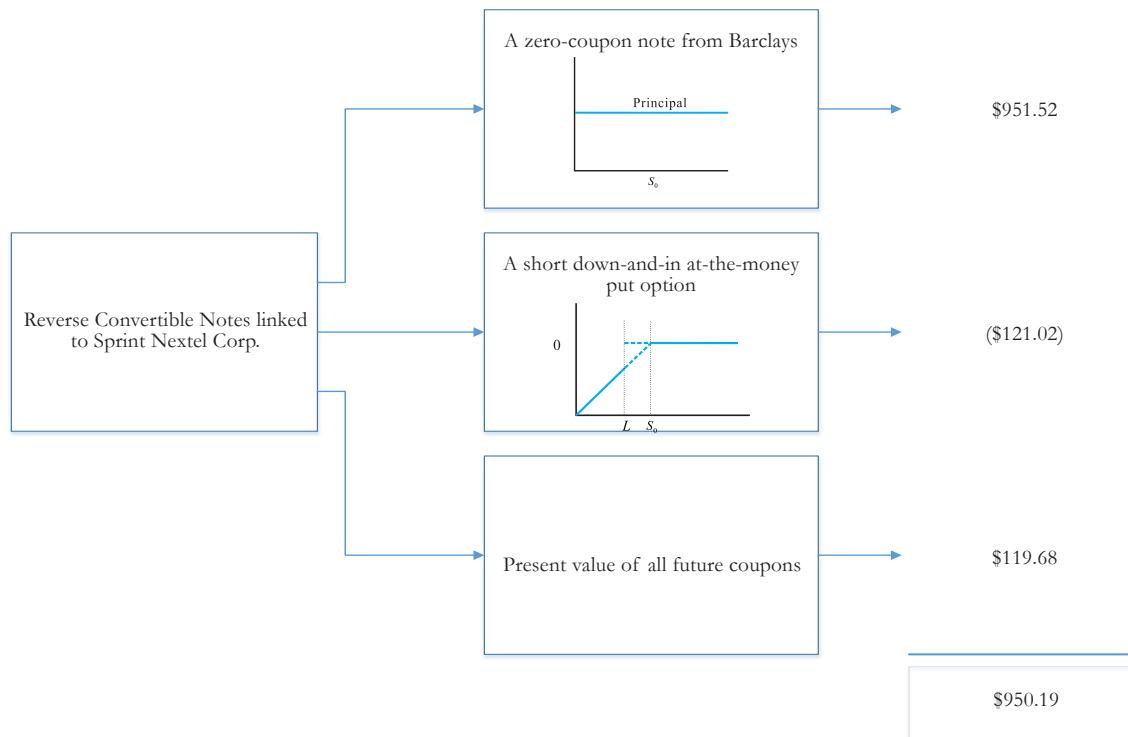 A zero-coupon note from Barclays
Principal
S₀
$951.52
Reverse Convertible Notes linked
to Sprint Nextel Corp.
A short down-and-in at-the-money
put option
0
L S₀
($121.02)
Present value of all future coupons
$119.68
$950.19